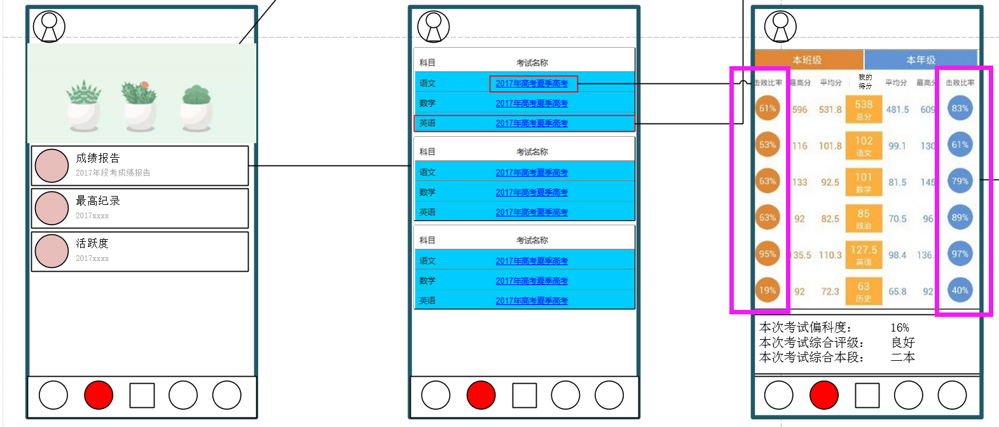 成绩报告
2017年段考成绩报告
最高纪录
2017xxxx
活跃度
2017xxxx
科目 考试名称
语文 2017年高考夏季高考
数学 2017年高考夏季高考
英语 2017年高考夏季高考
科目 考试名称
语文 2017年高考夏季高考
数学 2017年高考夏季高考
英语 2017年高考夏季高考
科目 考试名称
语文 2017年高考夏季高考
数学 2017年高考夏季高考
英语 2017年高考夏季高考
本班级 本年级
击败比率 最高分 平均分 我的得分 平均分 最高分 击败比率
61% 596 531.8 538 总分 481.5 609 83%
53% 116 101.8 102 语文 99.1 130 61%
63% 133 92.5 101 数学 81.5 145 79%
63% 92 82.5 85 政治 70.5 96 89%
95% 135.5 110.3 127.5 英语 98.4 136. 97%
19% 92 72.3 63 历史 65.8 92 40%
本次考试偏科度： 16%
本次考试综合评级： 良好
本次考试综合本段： 二本